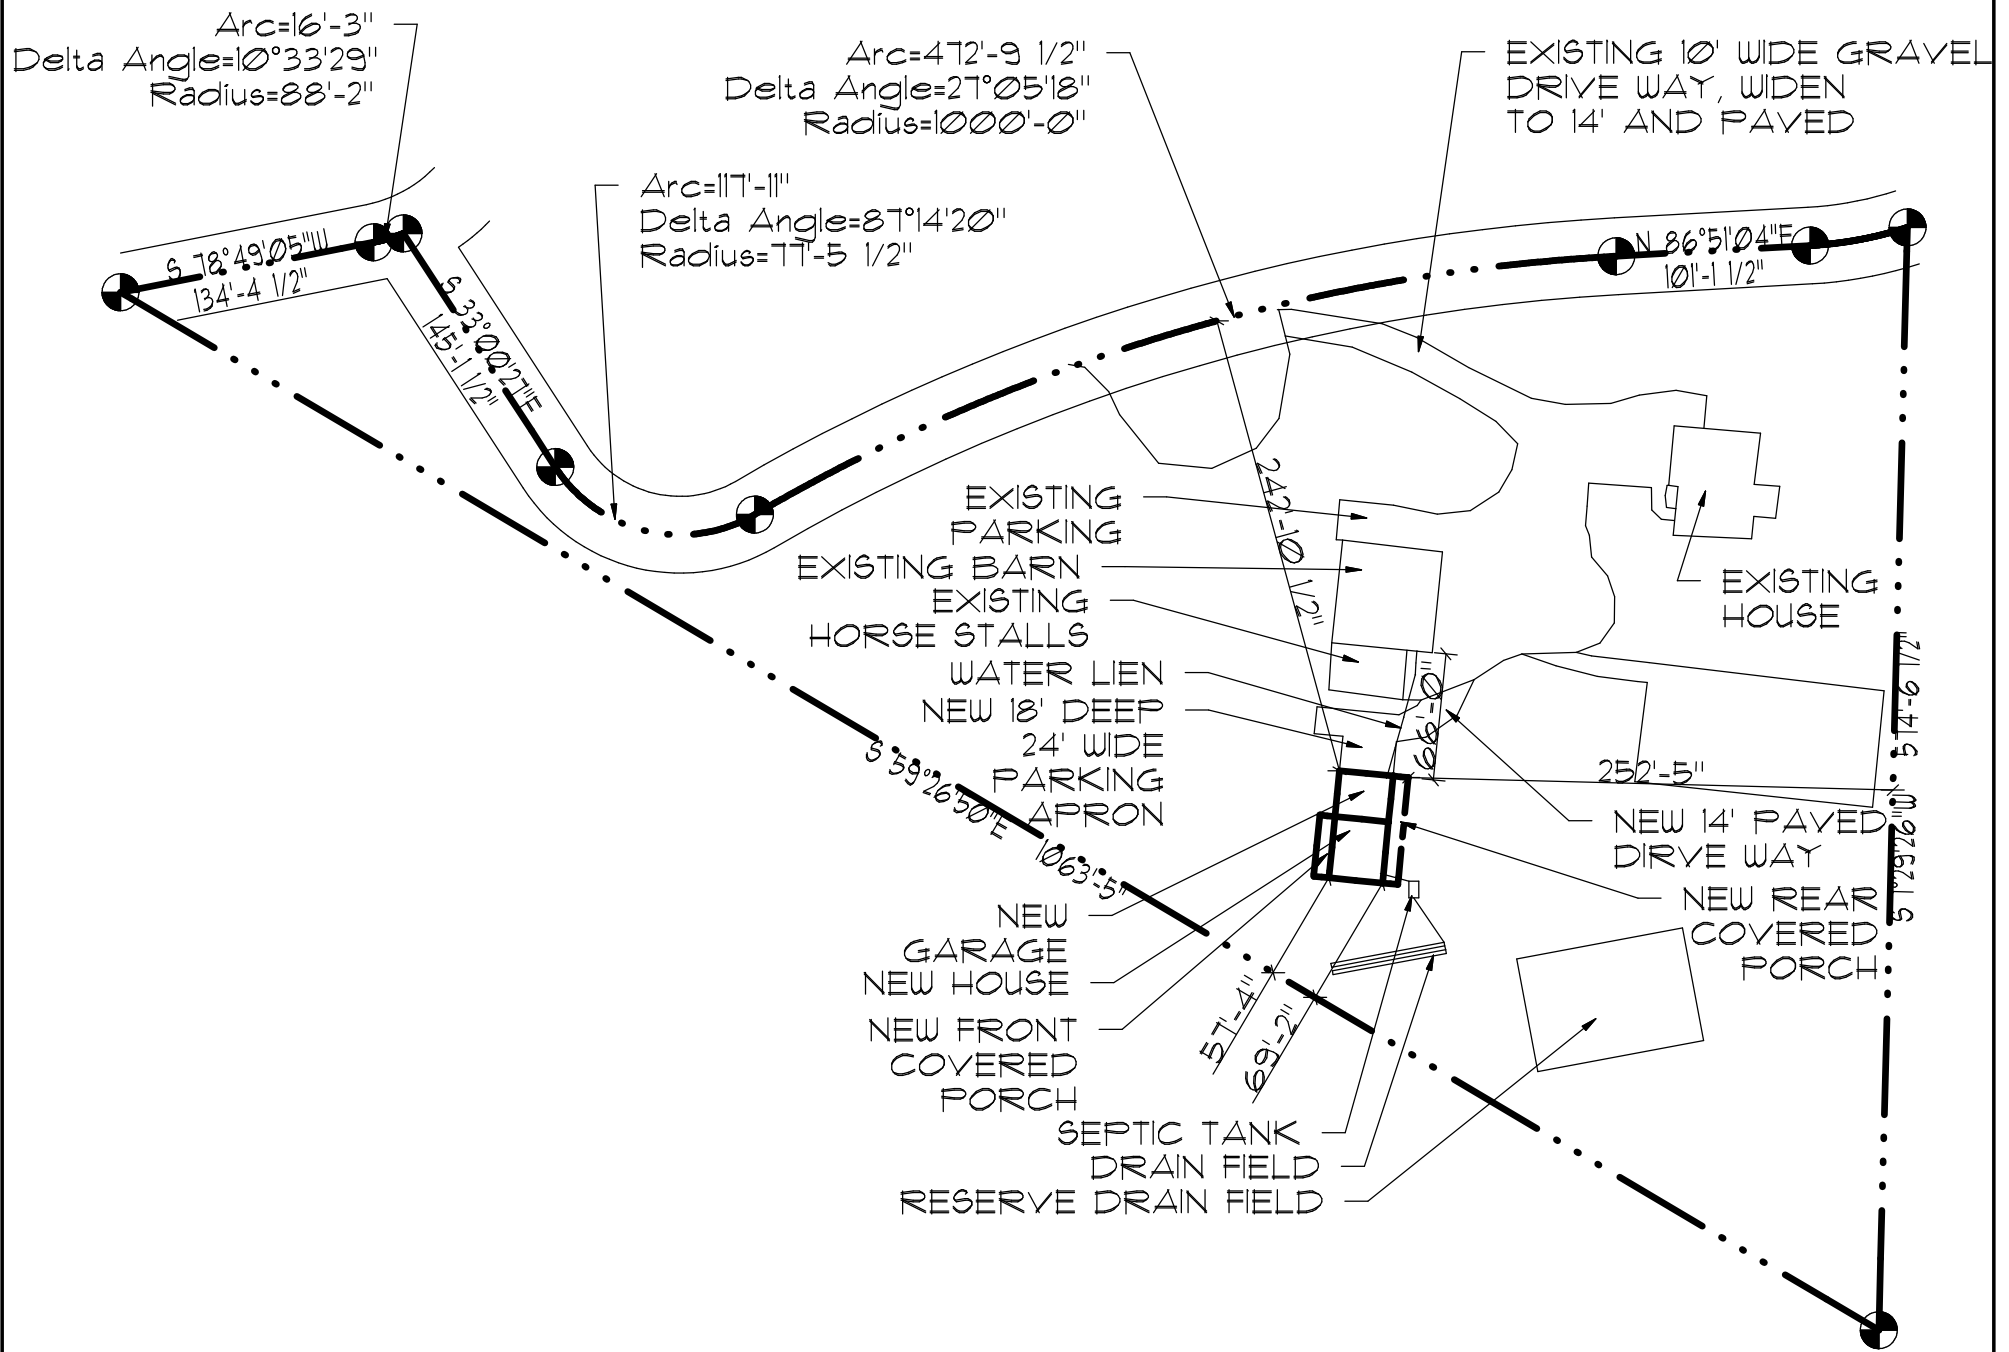 Arc=16'-3"
Delta Angle=10°33'29"
Radius=88'-2"
Arc=472'-9 1/2"
Delta Angle=27°05'18"
Radius=1000'-0"
EXISTING 10' WIDE GRAVEL
DRIVE WAY, WIDEN
TO 14' AND PAVED
Arc=117'-11"
Delta Angle=87°14'20"
Radius=77'-5 1/2"
S 78°49'05"W
134'-4 1/2"
N 86°51'04"E
101'-1 1/2"
S 33°00'27"E
145'-1 1/2"
242'-10 1/2"
EXISTING
PARKING
EXISTING BARN
EXISTING
HORSE STALLS
WATER LIEN
NEW 18' DEEP
24' WIDE
PARKING
APRON
EXISTING
HOUSE
66'-0"
514'-6 1/2"
252'-5"
S 59°26'50"E
1063'-5"
NEW 14' PAVED
DIRVE WAY
S 1°39'26"W
NEW REAR
COVERED
PORCH
NEW
GARAGE
NEW HOUSE
NEW FRONT
COVERED
PORCH
57'-4"
69'-2"
SEPTIC TANK
DRAIN FIELD
RESERVE DRAIN FIELD